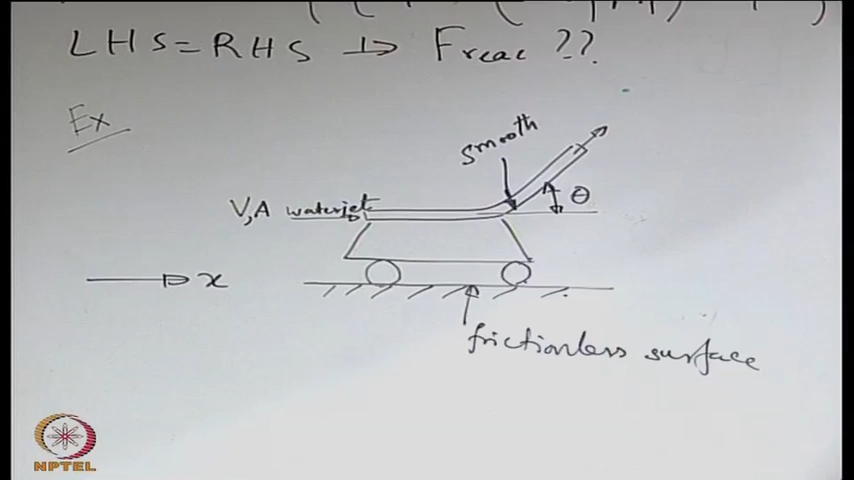 LHS = RHS → Freac ??
Ex
smooth
V, A waterjet
θ
x
frictionless surface
NPTEL